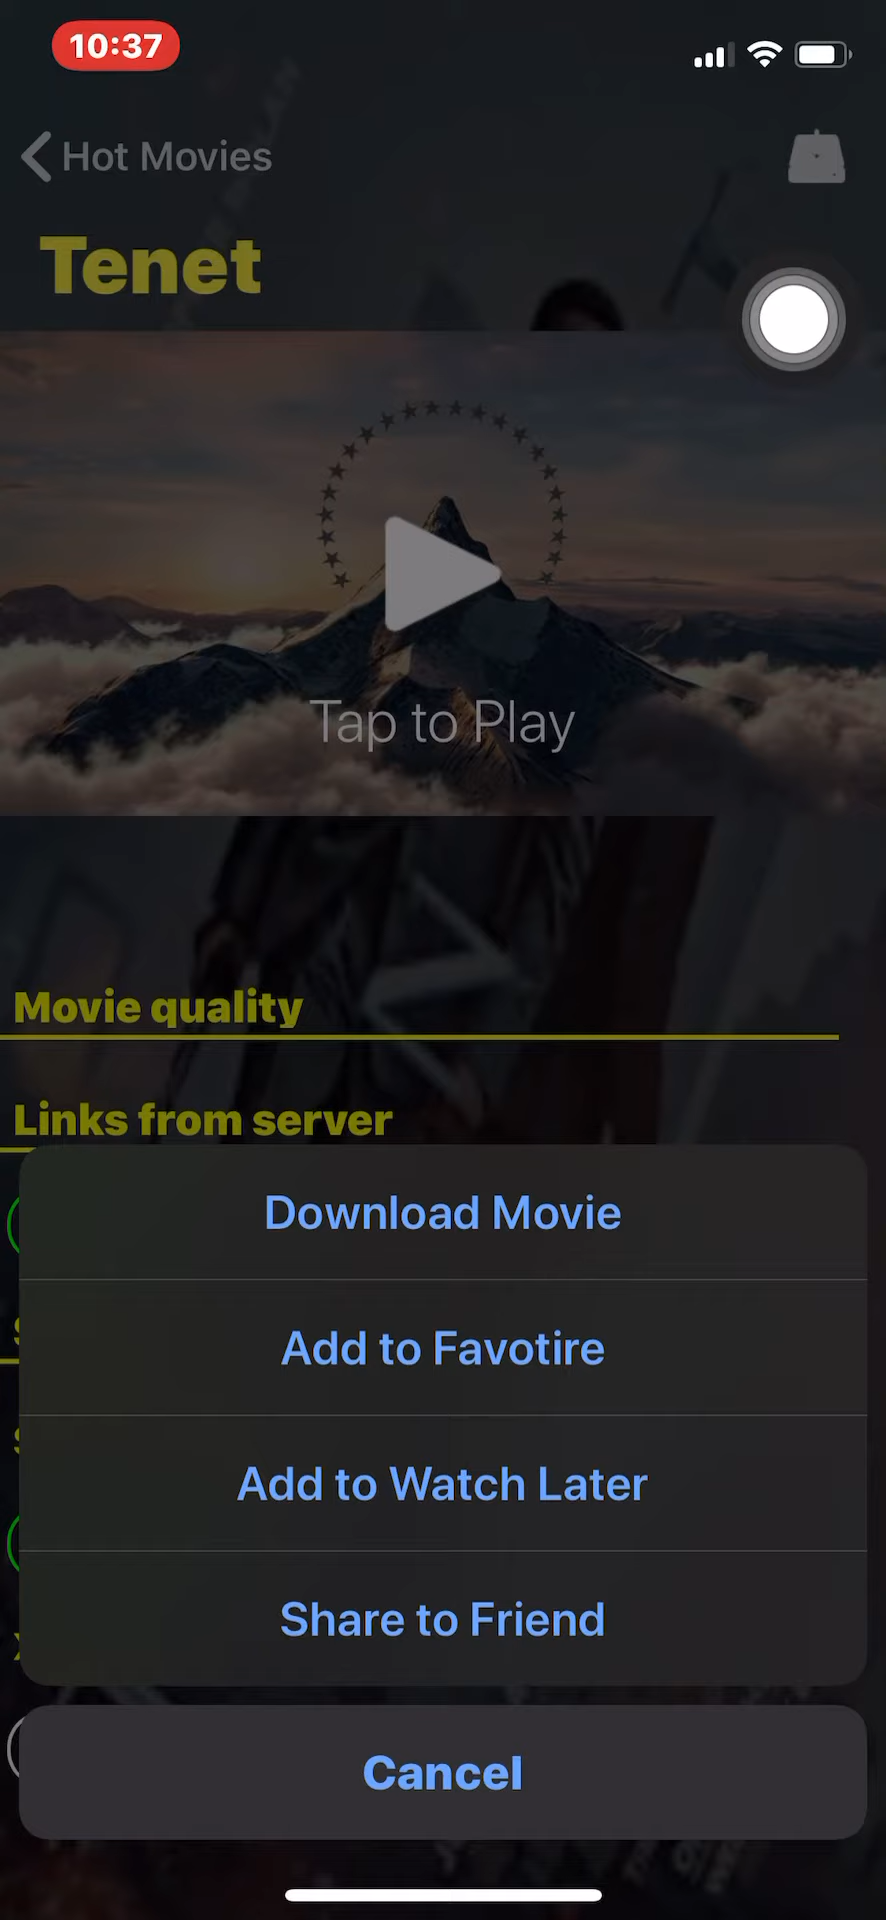 10:37
Hot Movies
Tenet
Tap to Play
Movie quality
Links from server
Download Movie
Add to Favotire
Add to Watch Later
Share to Friend
Cancel